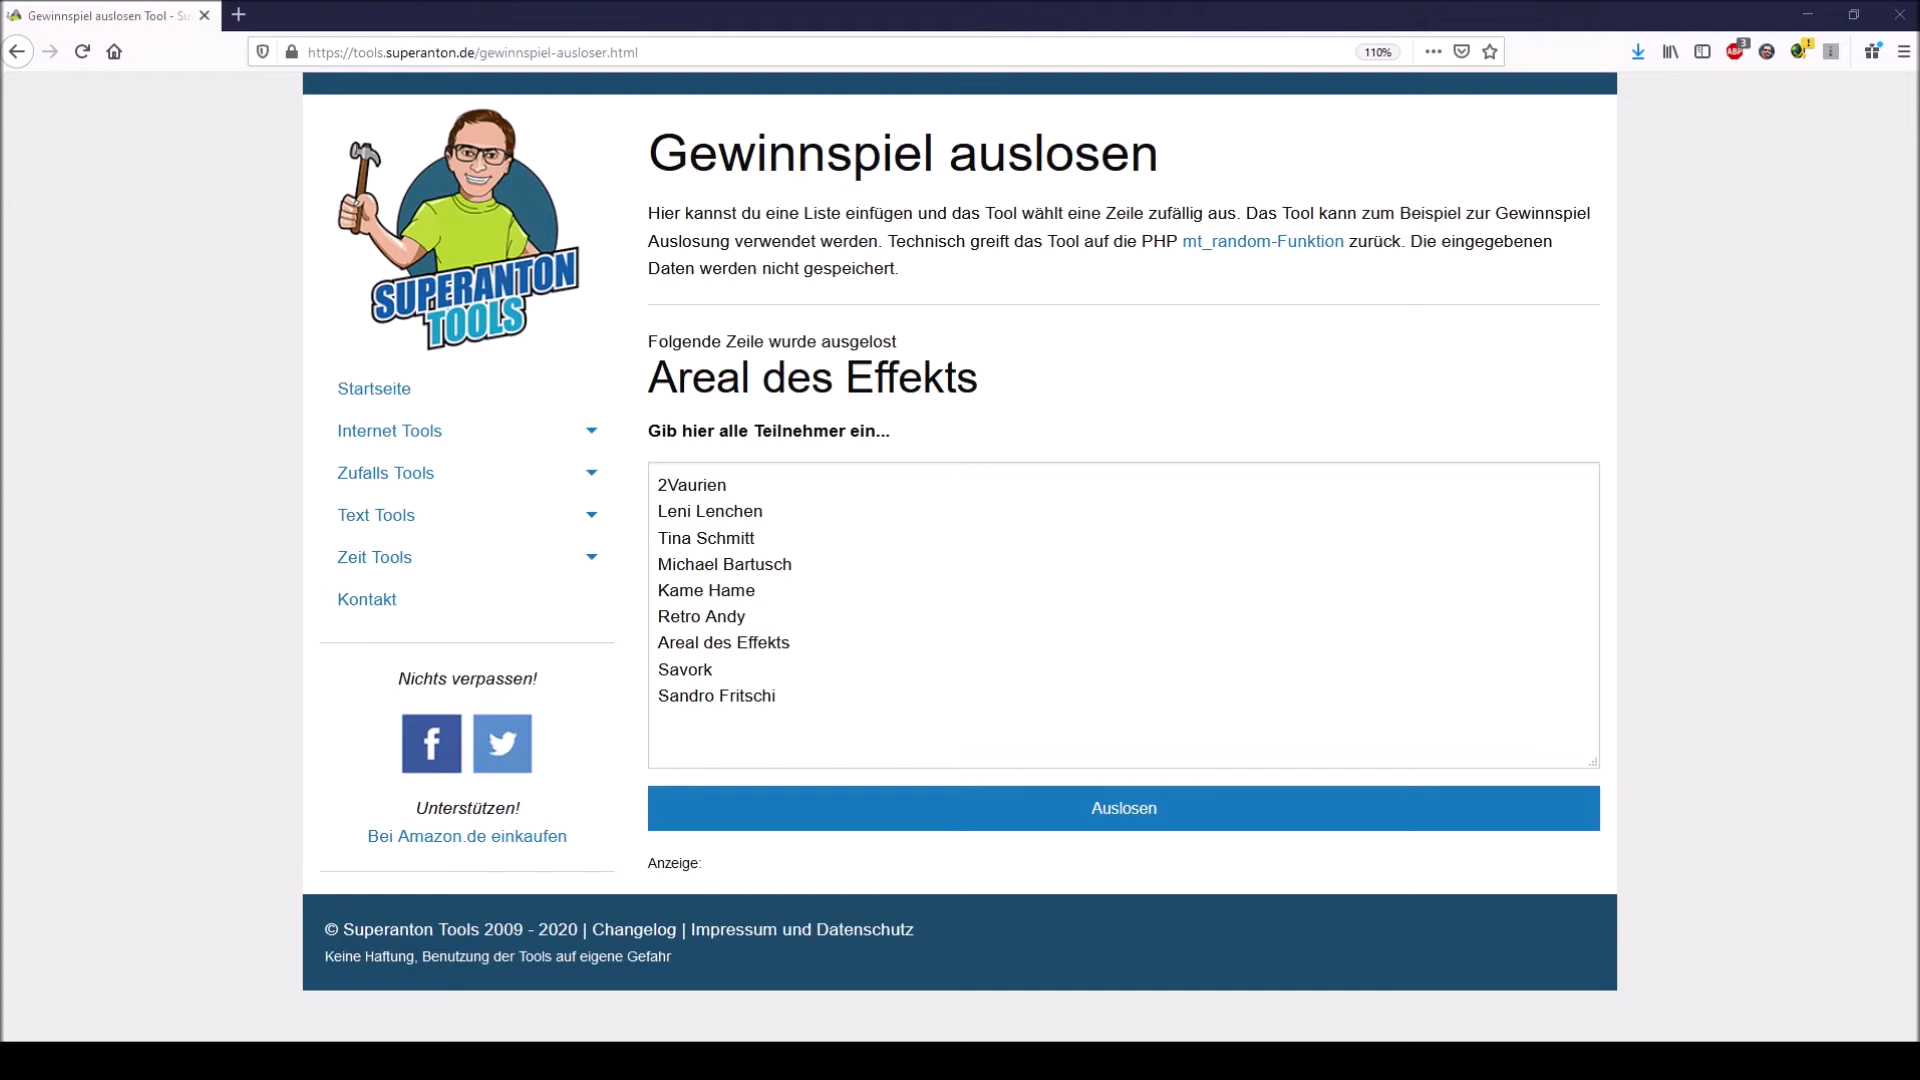 Gewinnspiel auslosen Tool - Su
https://tools.superanton.de/gewinnspiel-ausloser.html
110%
ABP
3
SUPERANTON
TOOLS
Startseite
Internet Tools
Zufalls Tools
Text Tools
Zeit Tools
Kontakt
Nichts verpassen!
Unterstützen!
Bei Amazon.de einkaufen
Gewinnspiel auslosen
Hier kannst du eine Liste einfügen und das Tool wählt eine Zeile zufällig aus. Das Tool kann zum Beispiel zur Gewinnspiel
Auslosung verwendet werden. Technisch greift das Tool auf die PHP mt_random-Funktion zurück. Die eingegebenen
Daten werden nicht gespeichert.
Folgende Zeile wurde ausgelost
Areal des Effekts
Gib hier alle Teilnehmer ein...
2Vaurien
Leni Lenchen
Tina Schmitt
Michael Bartusch
Kame Hame
Retro Andy
Areal des Effekts
Savork
Sandro Fritschi
Auslosen
Anzeige:
© Superanton Tools 2009 - 2020 | Changelog | Impressum und Datenschutz
Keine Haftung, Benutzung der Tools auf eigene Gefahr